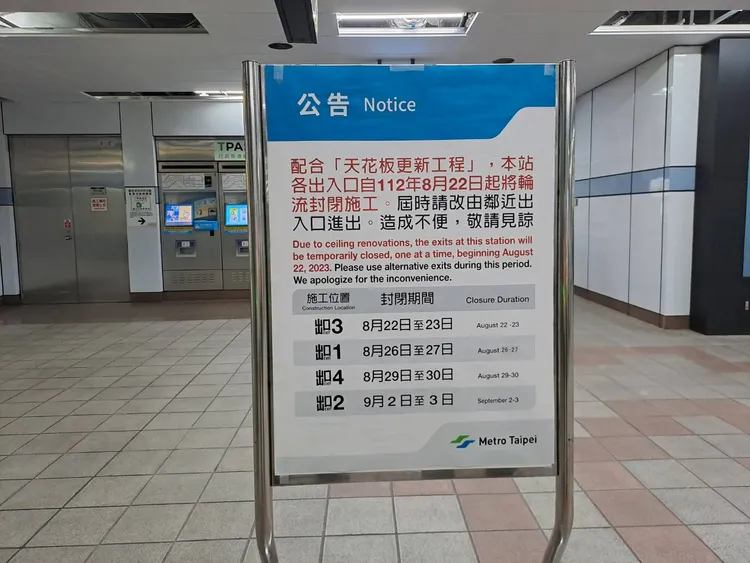 公告 Notice
配合「天花板更新工程」,本站
各出入口自112年8月22日起將輪
流封閉施工。屆時請改由鄰近出
入口進出。造成不便,敬請見諒
Due to ceiling renovations, the exits at this station will
be temporarily closed, one at a time, beginning August
22, 2023. Please use alternative exits during this period.
We apologize for the inconvenience.
施工位置 封閉期間 Closure Duration
Construction Location
出口3 8月22日至23日 August 22 -23
出口1 8月26日至27日 August 26-27
出口4 8月29日至30日 August 29-30
出口2 9月2日至3日 September 2-3
Metro Taipei
TPASS